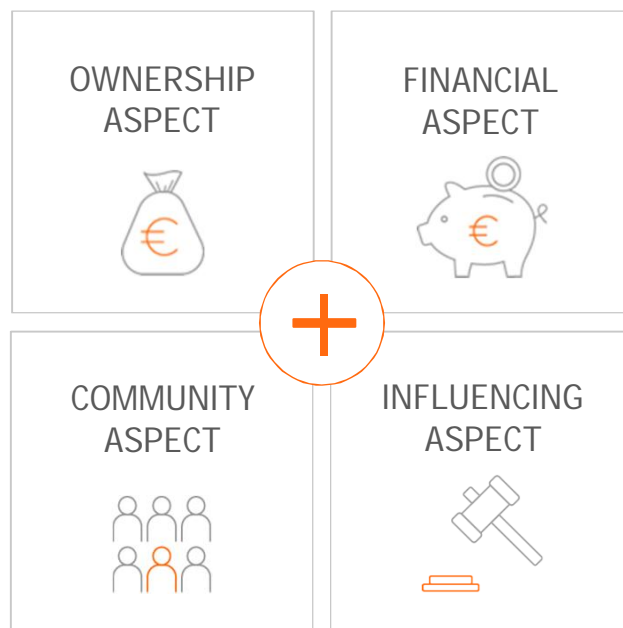 OWNERSHIP
ASPECT
€
FINANCIAL
ASPECT
€
COMMUNITY
ASPECT
INFLUENCING
ASPECT